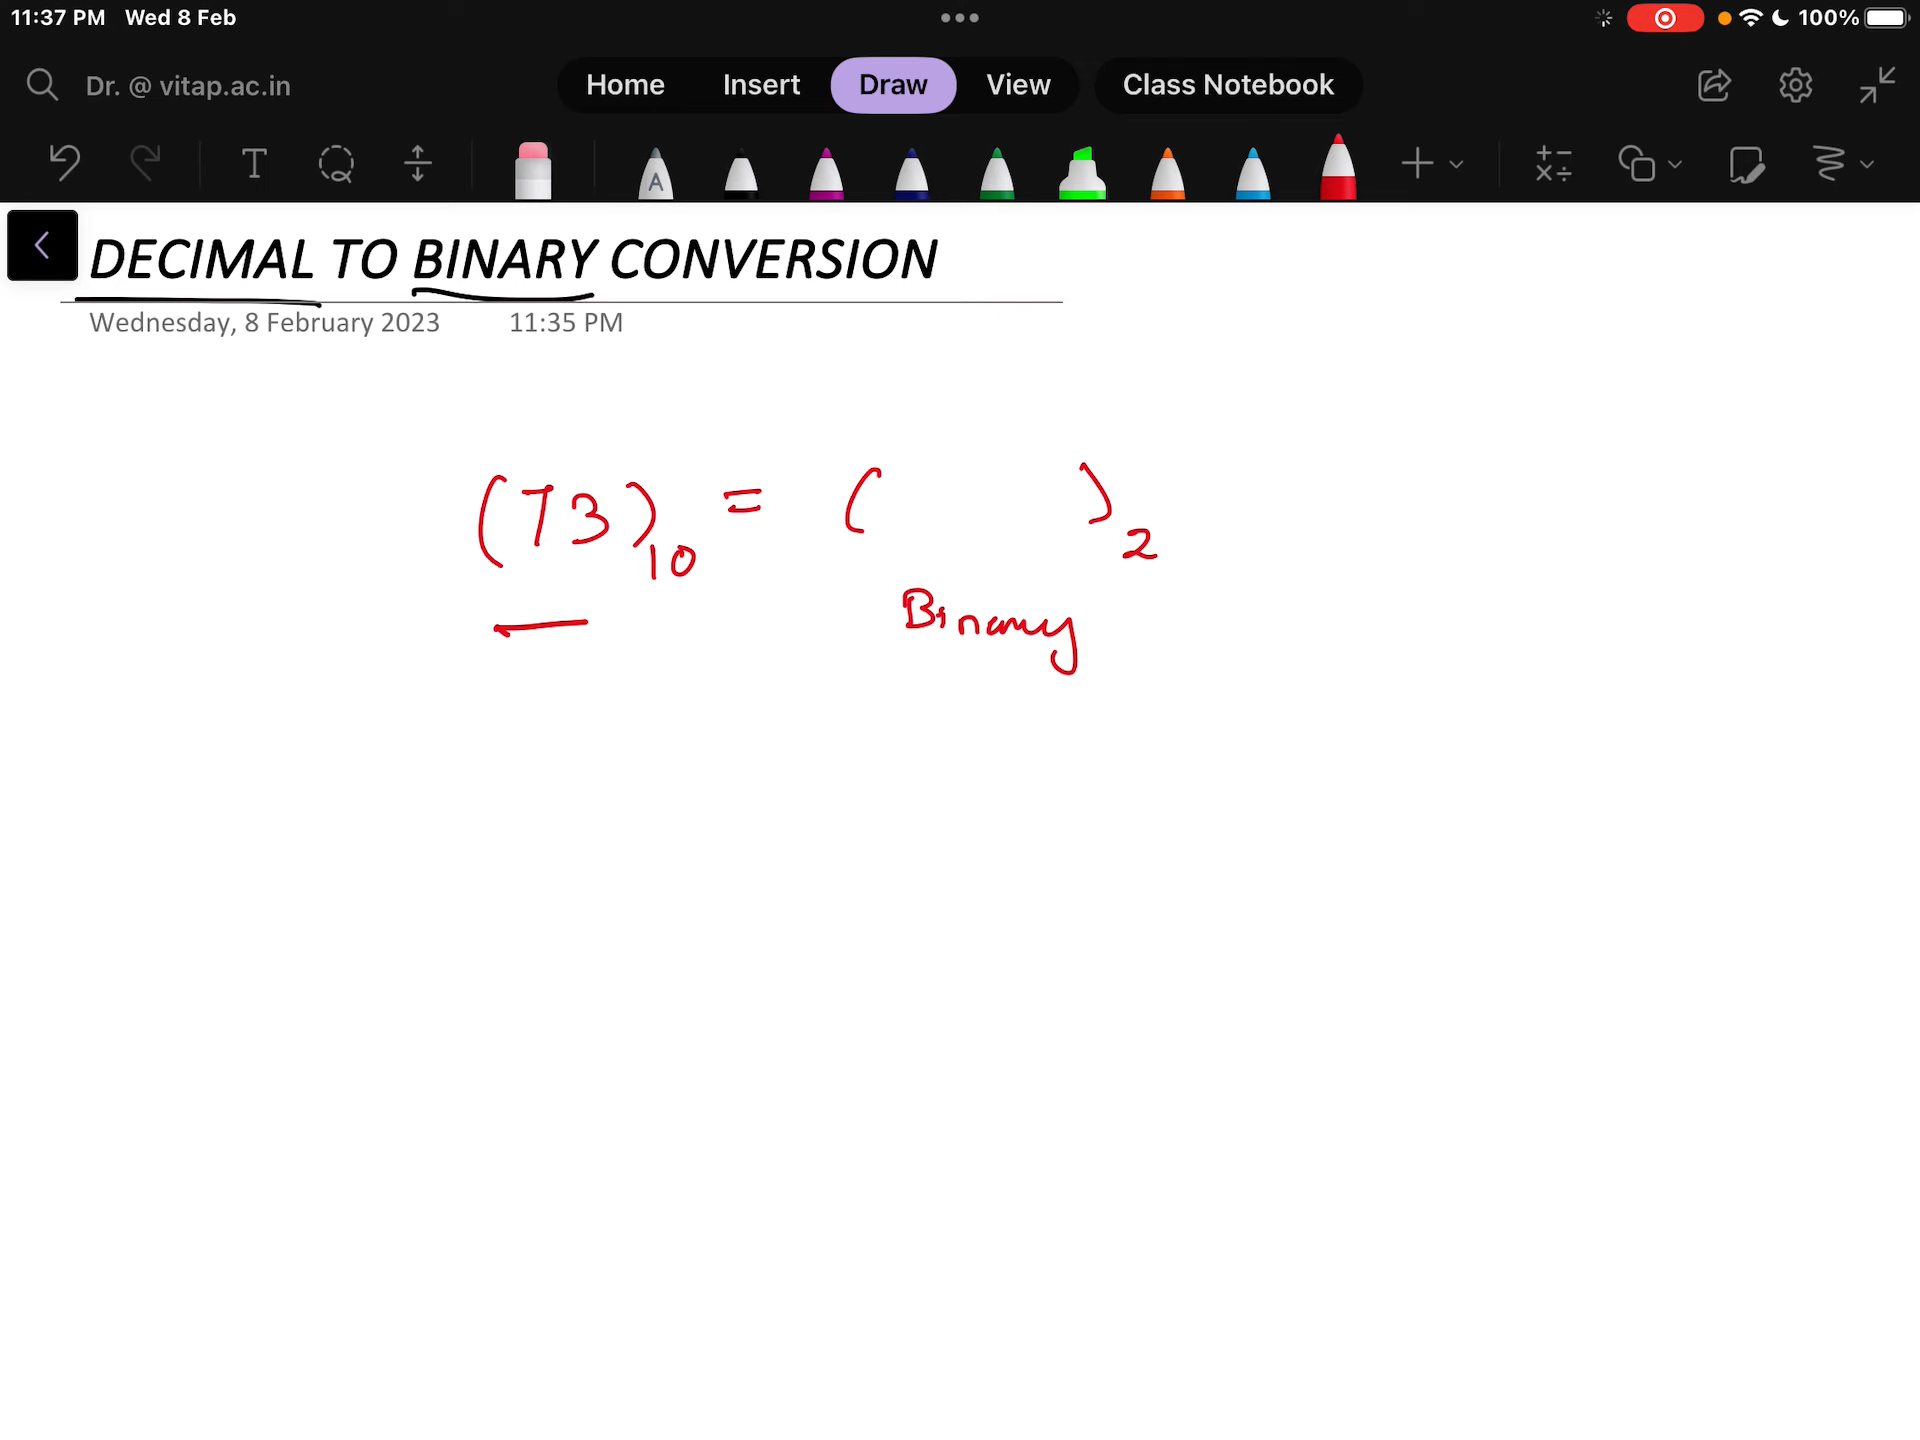 11:37 PM Wed 8 Feb 100%
Dr. @ vitap.ac.in Home Insert Draw View Class Notebook
T A
DECIMAL TO BINARY CONVERSION
Wednesday, 8 February 2023 11:35 PM
(73)₁₀ = ( )₂
Binary